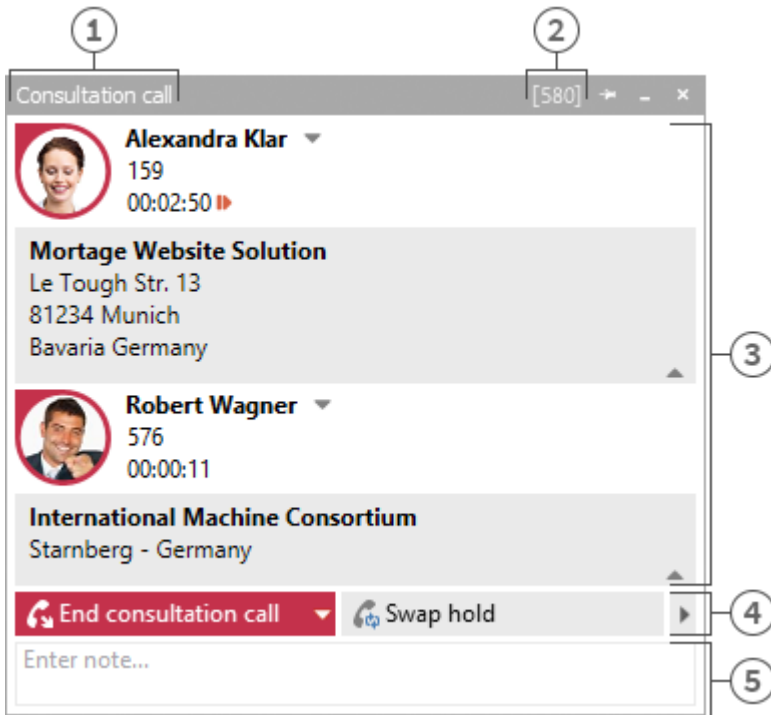 1
2
Consultation call [580]
Alexandra Klar
159
00:02:50
Mortage Website Solution
Le Tough Str. 13
81234 Munich
Bavaria Germany
3
Robert Wagner
576
00:00:11
International Machine Consortium
Starnberg - Germany
End consultation call
Swap hold
4
Enter note...
5